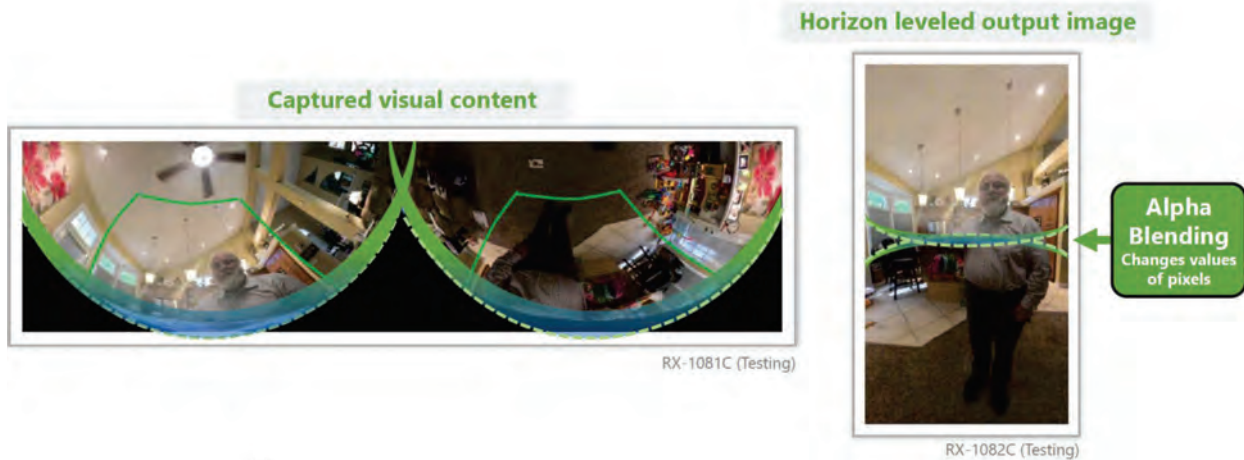 Horizon leveled output image
Captured visual content
Alpha
Blending
Changes values
of pixels
RX-1081C (Testing)
RX-1082C (Testing)